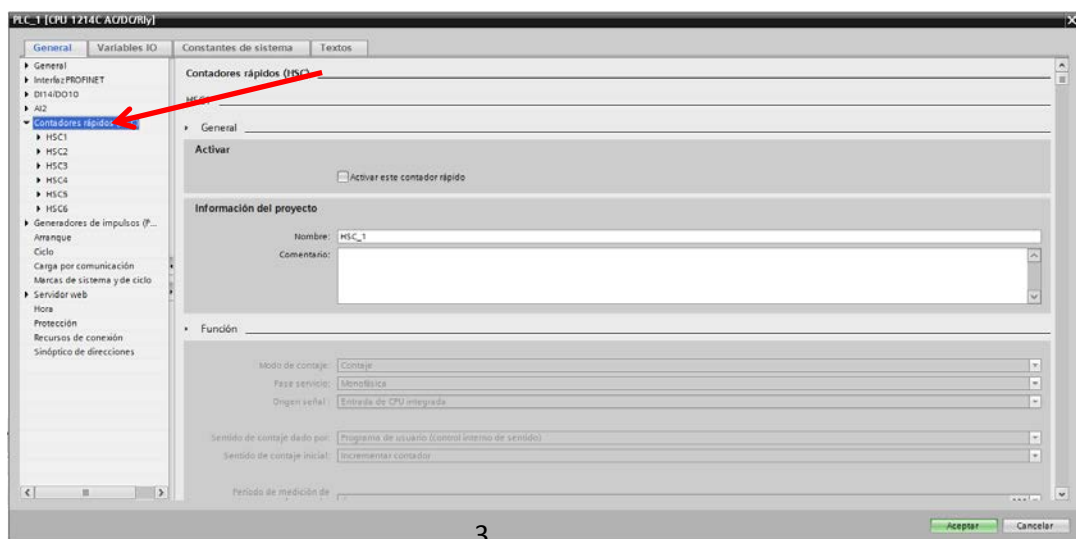 PLC_1 [CPU 1214C AC/DC/Rly]
General Variables IO Constantes de sistema Textos
General
Interfaz PROFINET
DI14/DO10
AI2
Contadores rápidos
HSC1
HSC2
HSC3
HSC4
HSC5
HSC6
Generadores de impulsos (P...
Arranque
Ciclo
Carga por comunicación
Marcas de sistema y de ciclo
Servidor web
Hora
Protección
Recursos de conexión
Sinóptico de direcciones
Contadores rápidos (HSC)
HSC1
General
Activar
Activar este contador rápido
Información del proyecto
Nombre: HSC_1
Comentario:
Función
Modo de contaje: Contaje
Fase servicio: Monofásica
Origen señal: Entrada de CPU integrada
Sentido de contaje dado por: Programa de usuario (control interno de sentido)
Sentido de contaje inicial: Incrementar contador
Período de medición de
Aceptar Cancelar
3